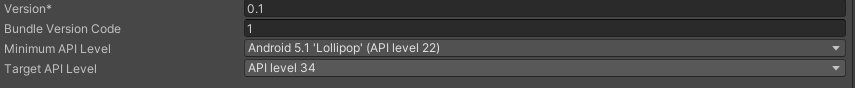 Version* 0.1
Bundle Version Code 1
Minimum API Level Android 5.1 'Lollipop' (API level 22)
Target API Level API level 34